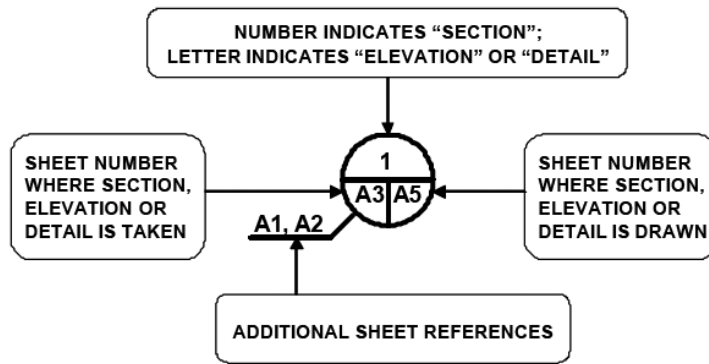 NUMBER INDICATES “SECTION”;
LETTER INDICATES “ELEVATION” OR “DETAIL”
SHEET NUMBER
WHERE SECTION,
ELEVATION OR
DETAIL IS TAKEN
1
A3 A5
A1, A2
SHEET NUMBER
WHERE SECTION,
ELEVATION OR
DETAIL IS DRAWN
ADDITIONAL SHEET REFERENCES